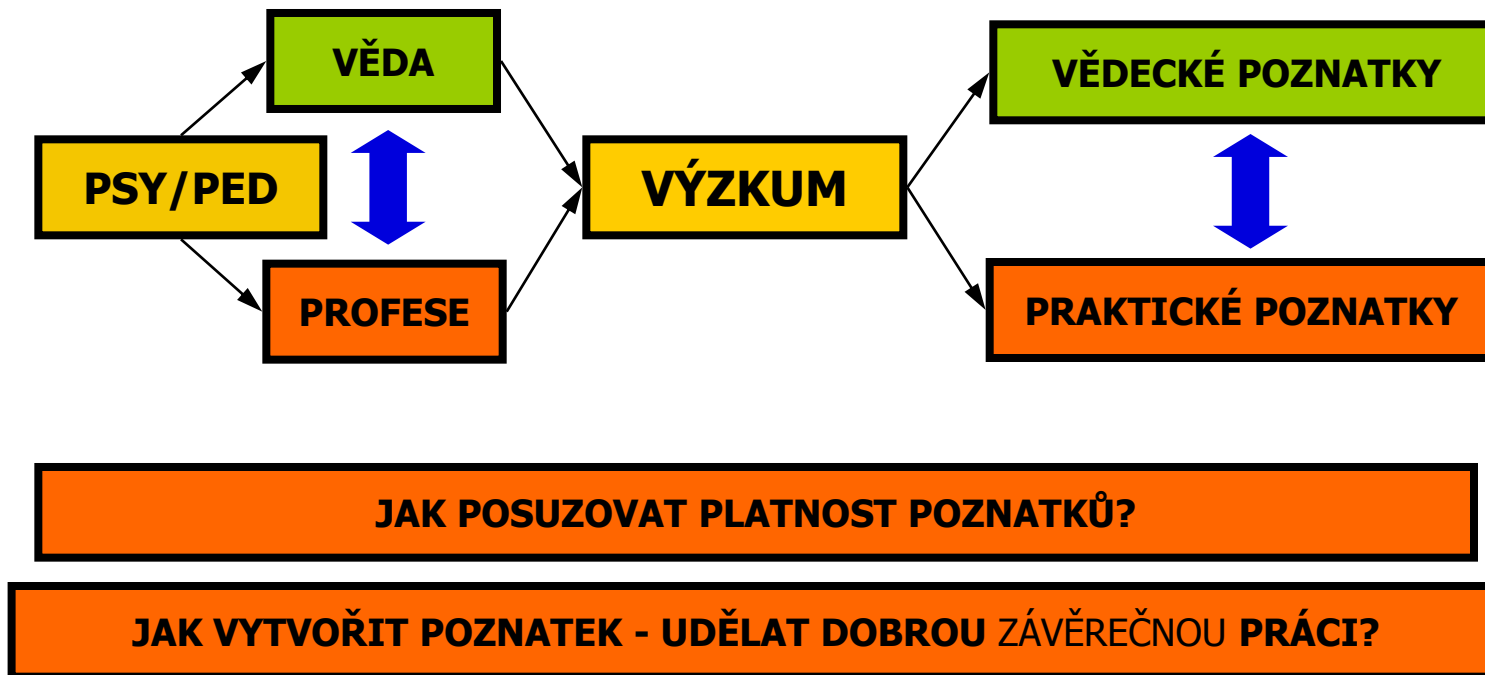 VĚDA
VĚDECKÉ POZNATKY
PSY/PED
VÝZKUM
PROFESE
PRAKTICKÉ POZNATKY
JAK POSUZOVAT PLATNOST POZNATKŮ?
JAK VYTVOŘIT POZNATEK - UDĚLAT DOBROU ZÁVĚREČNOU PRÁCI?